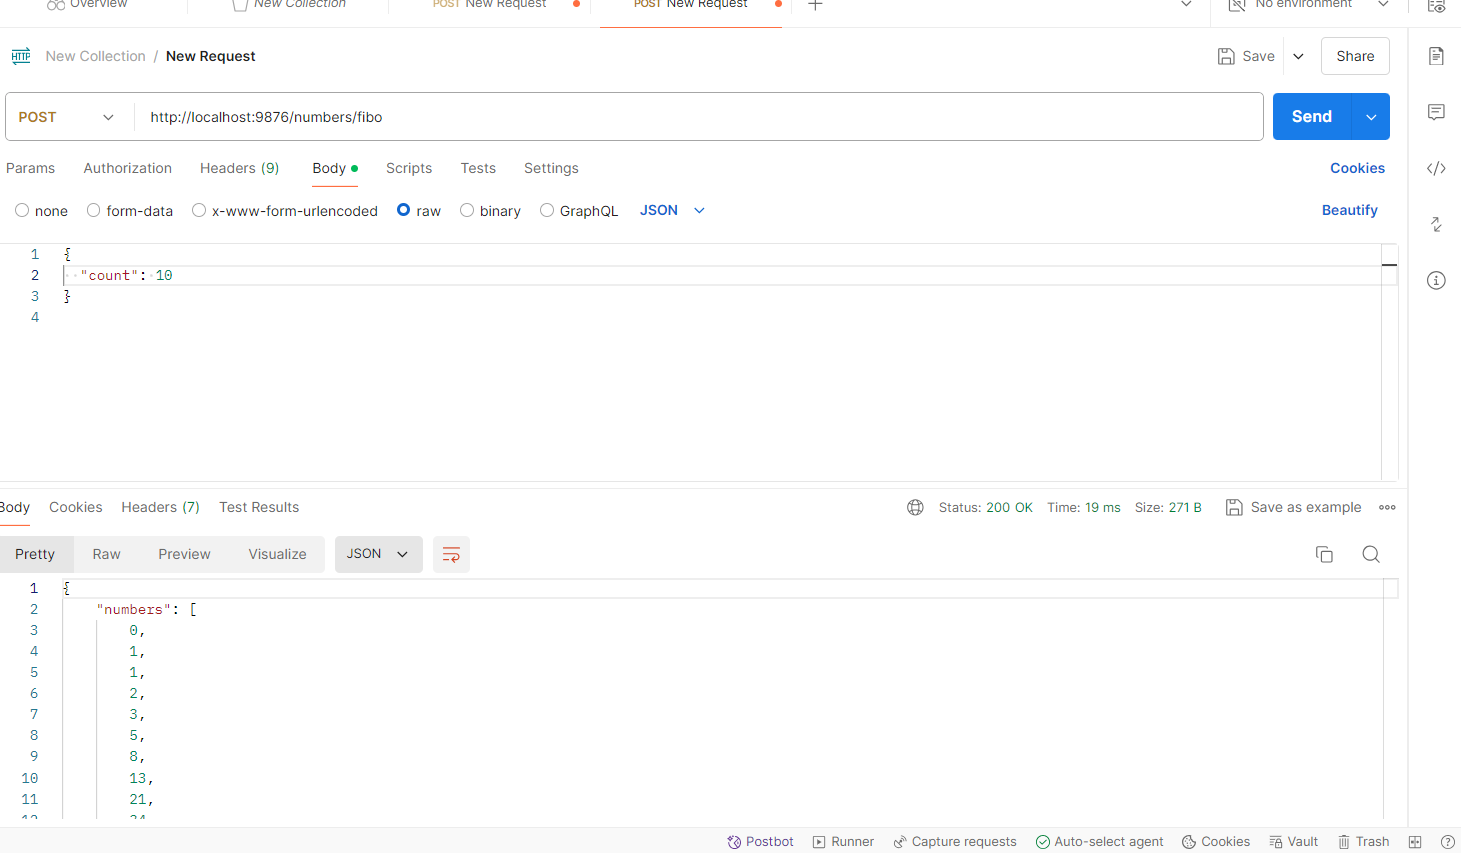 Overview New Collection POST New Request POST New Request No environment
HTTP New Collection / New Request Save Share
POST http://localhost:9876/numbers/fibo Send
Params Authorization Headers (9) Body Scripts Tests Settings Cookies
none form-data x-www-form-urlencoded raw binary GraphQL JSON Beautify
1 {
2 "count": 10
3 }
4
Body Cookies Headers (7) Test Results Status: 200 OK Time: 19 ms Size: 271 B Save as example
Pretty Raw Preview Visualize JSON
1 {
2 "numbers": [
3 0,
4 1,
5 1,
6 2,
7 3,
8 5,
9 8,
10 13,
11 21,
12 34
Postbot Runner Capture requests Auto-select agent Cookies Vault Trash